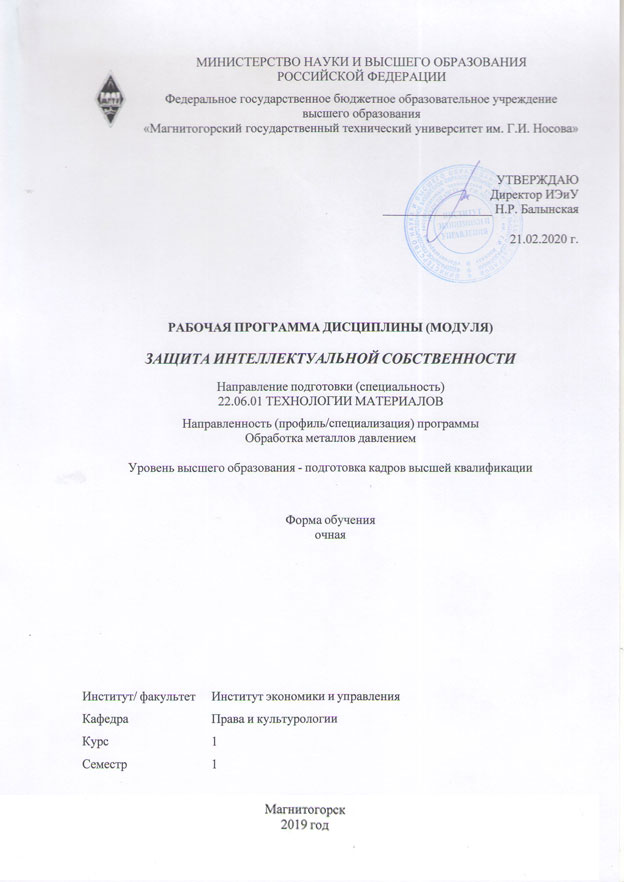 МИНИСТЕРСТВО НАУКИ И ВЫСШЕГО ОБРАЗОВАНИЯ
РОССИЙСКОЙ ФЕДЕРАЦИИ
Федеральное государственное бюджетное образовательное учреждение
высшего образования
«Магнитогорский государственный технический университет им. Г.И. Носова»
УТВЕРЖДАЮ
Директор ИЭиУ
Н.Р. Балынская
21.02.2020 г.
ИНСТИТУТ
ЭКОНОМИКИ И
УПРАВЛЕНИЯ
РАБОЧАЯ ПРОГРАММА ДИСЦИПЛИНЫ (МОДУЛЯ)
ЗАЩИТА ИНТЕЛЛЕКТУАЛЬНОЙ СОБСТВЕННОСТИ
Направление подготовки (специальность)
22.06.01 ТЕХНОЛОГИИ МАТЕРИАЛОВ
Направленность (профиль/специализация) программы
Обработка металлов давлением
Уровень высшего образования - подготовка кадров высшей квалификации
Форма обучения
очная
Институт/ факультет Институт экономики и управления
Кафедра Права и культурологии
Курс 1
Семестр 1
Магнитогорск
2019 год